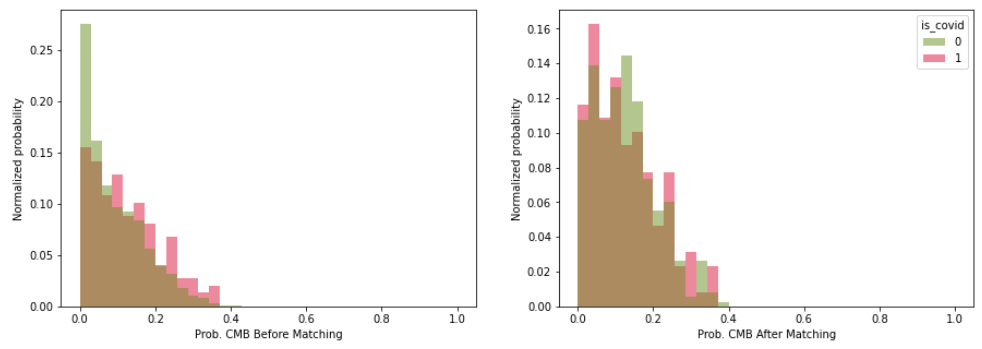 0.25
0.20
0.15
0.10
0.05
0.00
Normalized probability
0.0 0.2 0.4 0.6 0.8 1.0
Prob. CMB Before Matching
0.16
0.14
0.12
0.10
0.08
0.06
0.04
0.02
0.00
Normalized probability
0.0 0.2 0.4 0.6 0.8 1.0
Prob. CMB After Matching
is_covid
0
1